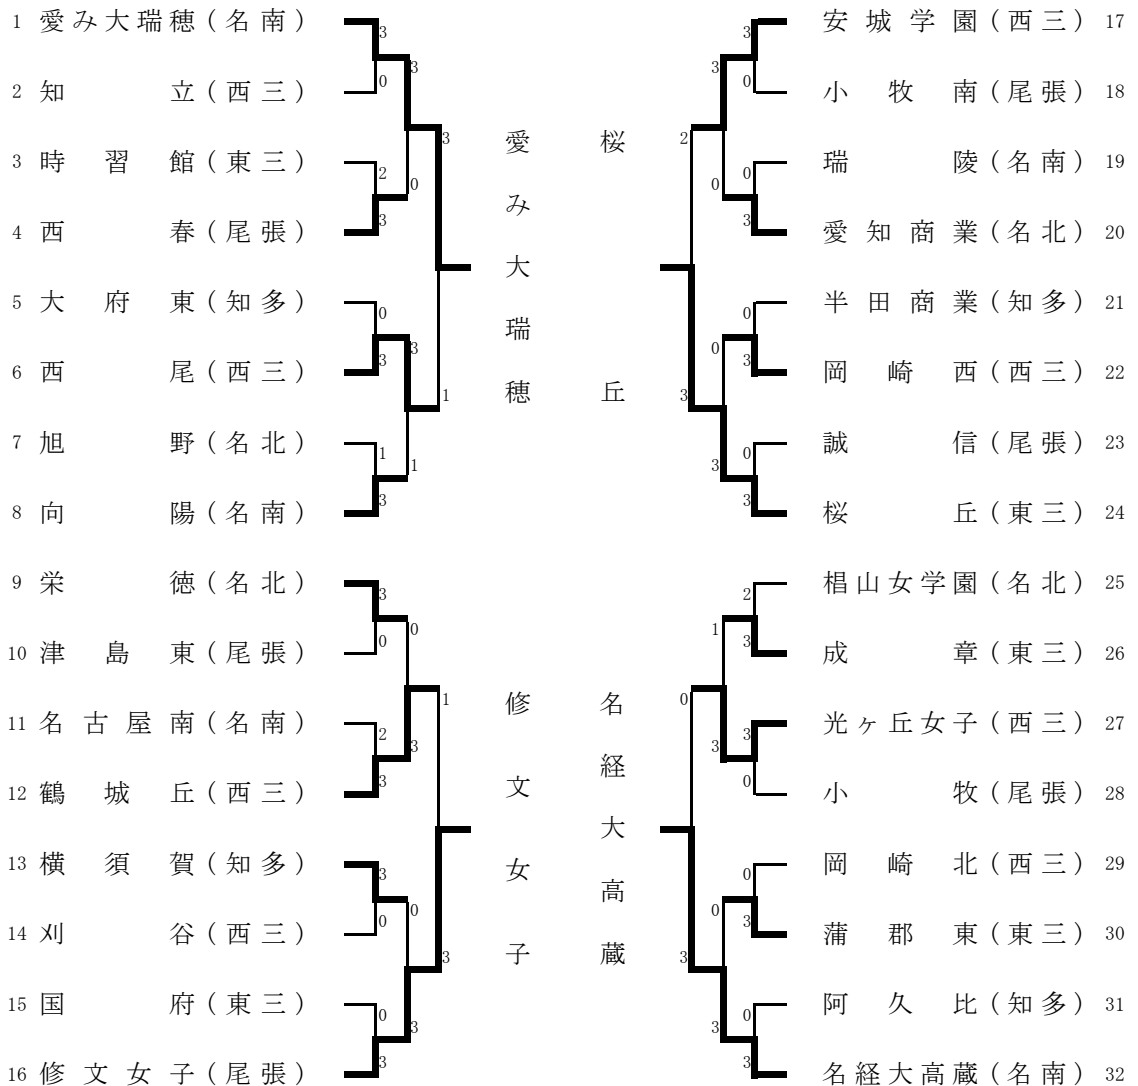 1 愛み大瑞穂(名南)
2 知立(西三)
3 時習館(東三)
4 西春(尾張)
5 大府東(知多)
6 西尾(西三)
7 旭野(名北)
8 向陽(名南)
9 栄徳(名北)
10 津島東(尾張)
11 名古屋南(名南)
12 鶴城丘(西三)
13 横須賀(知多)
14 刈谷(西三)
15 国府(東三)
16 修文女子(尾張)
3
0
2
3
0
3
1
3
3
0
2
3
3
0
0
3
3
0
3
1
0
3
0
3
3
1
1
3
愛み大瑞穂
修文女子
桜丘
名経大高蔵
2
3
0
3
3
0
0
3
1
3
0
3
3
0
0
3
0
3
0
3
2
3
3
0
0
3
0
3
安城学園(西三) 17
小牧南(尾張) 18
瑞陵(名南) 19
愛知商業(名北) 20
半田商業(知多) 21
岡崎西(西三) 22
誠信(尾張) 23
桜丘(東三) 24
椙山女学園(名北) 25
成章(東三) 26
光ヶ丘女子(西三) 27
小牧(尾張) 28
岡崎北(西三) 29
蒲郡東(東三) 30
阿久比(知多) 31
名経大高蔵(名南) 32